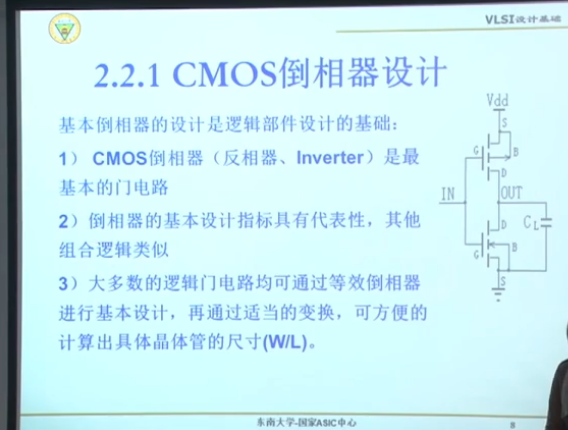 VLSI设计基础
2.2.1 CMOS倒相器设计
基本倒相器的设计是逻辑部件设计的基础：
1） CMOS倒相器（反相器、Inverter）是最
基本的门电路
2）倒相器的基本设计指标具有代表性，其他
组合逻辑类似
3）大多数的逻辑门电路均可通过等效倒相器
进行基本设计，再通过适当的变换，可方便的
计算出具体晶体管的尺寸(W/L)。
Vdd
S
G
B
D
IN
OUT
D
CL
B
G
S
东南大学·国家ASIC中心
8